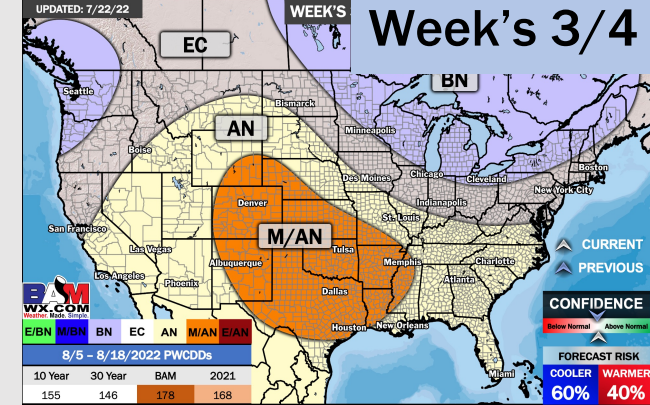 UPDATED: 7/22/22
WEEK'S
Week's 3/4
EC
BN
Seattle
Bismarck
AN
Minneapolis
Boise
Boston
Des Moines
Chicago
Cleveland
New York City
Denver
Indianapolis
St. Louis
San Francisco
M/AN
Las Vegas
Tulsa
CURRENT
Albuquerque
Memphis
Charlotte
PREVIOUS
Los Angeles
Atlanta
Phoenix
Dallas
BAM
WX.COM
Weather. Made. Simple.
CONFIDENCE
Below Normal
Above Normal
Houston
New Orleans
E/BN M/BN BN EC AN M/AN E/AN
8/5 – 8/18/2022 PWCDDs
FORECAST RISK
10 Year 30 Year BAM 2021
155 146 178 168
Miami
COOLER WARMER
60% 40%